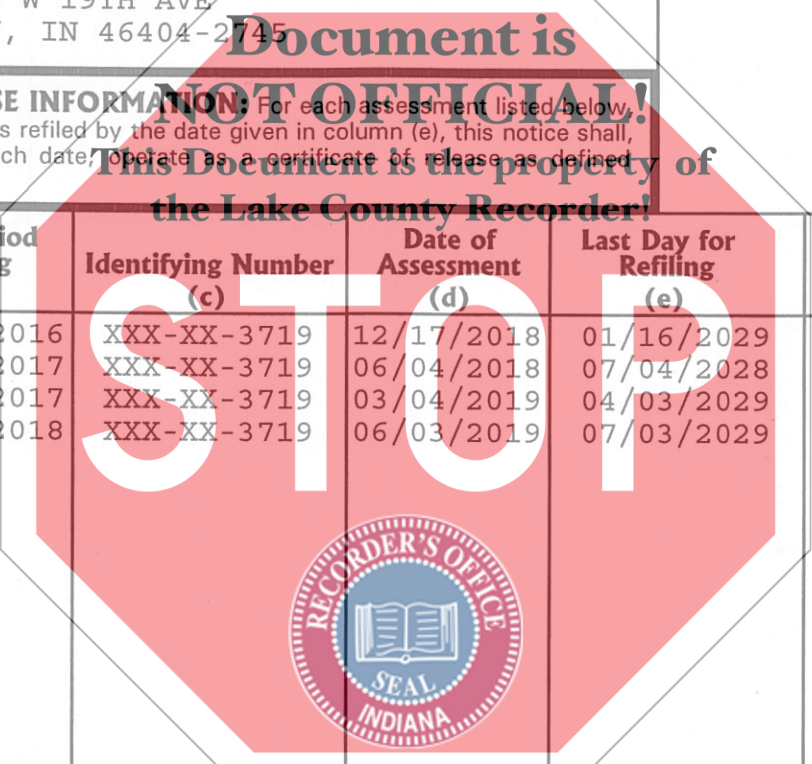 W 19TH AVE
, IN 46404-2745
Document is
NOT OFFICIAL!
This Document is the property of
the Lake County Recorder!
SE INFORMATION: For each assessment listed below,
s refiled by the date given in column (e), this notice shall,
ch date, operate as a certificate of release as defined
iod
g
Identifying Number
(c)
Date of
Assessment
(d)
Last Day for
Refiling
(e)
2016 XXX-XX-3719 12/17/2018 01/16/2029
2017 XXX-XX-3719 06/04/2018 07/04/2028
2017 XXX-XX-3719 03/04/2019 04/03/2029
2018 XXX-XX-3719 06/03/2019 07/03/2029
STOP
RECORDER'S OFFICE
SEAL
INDIANA